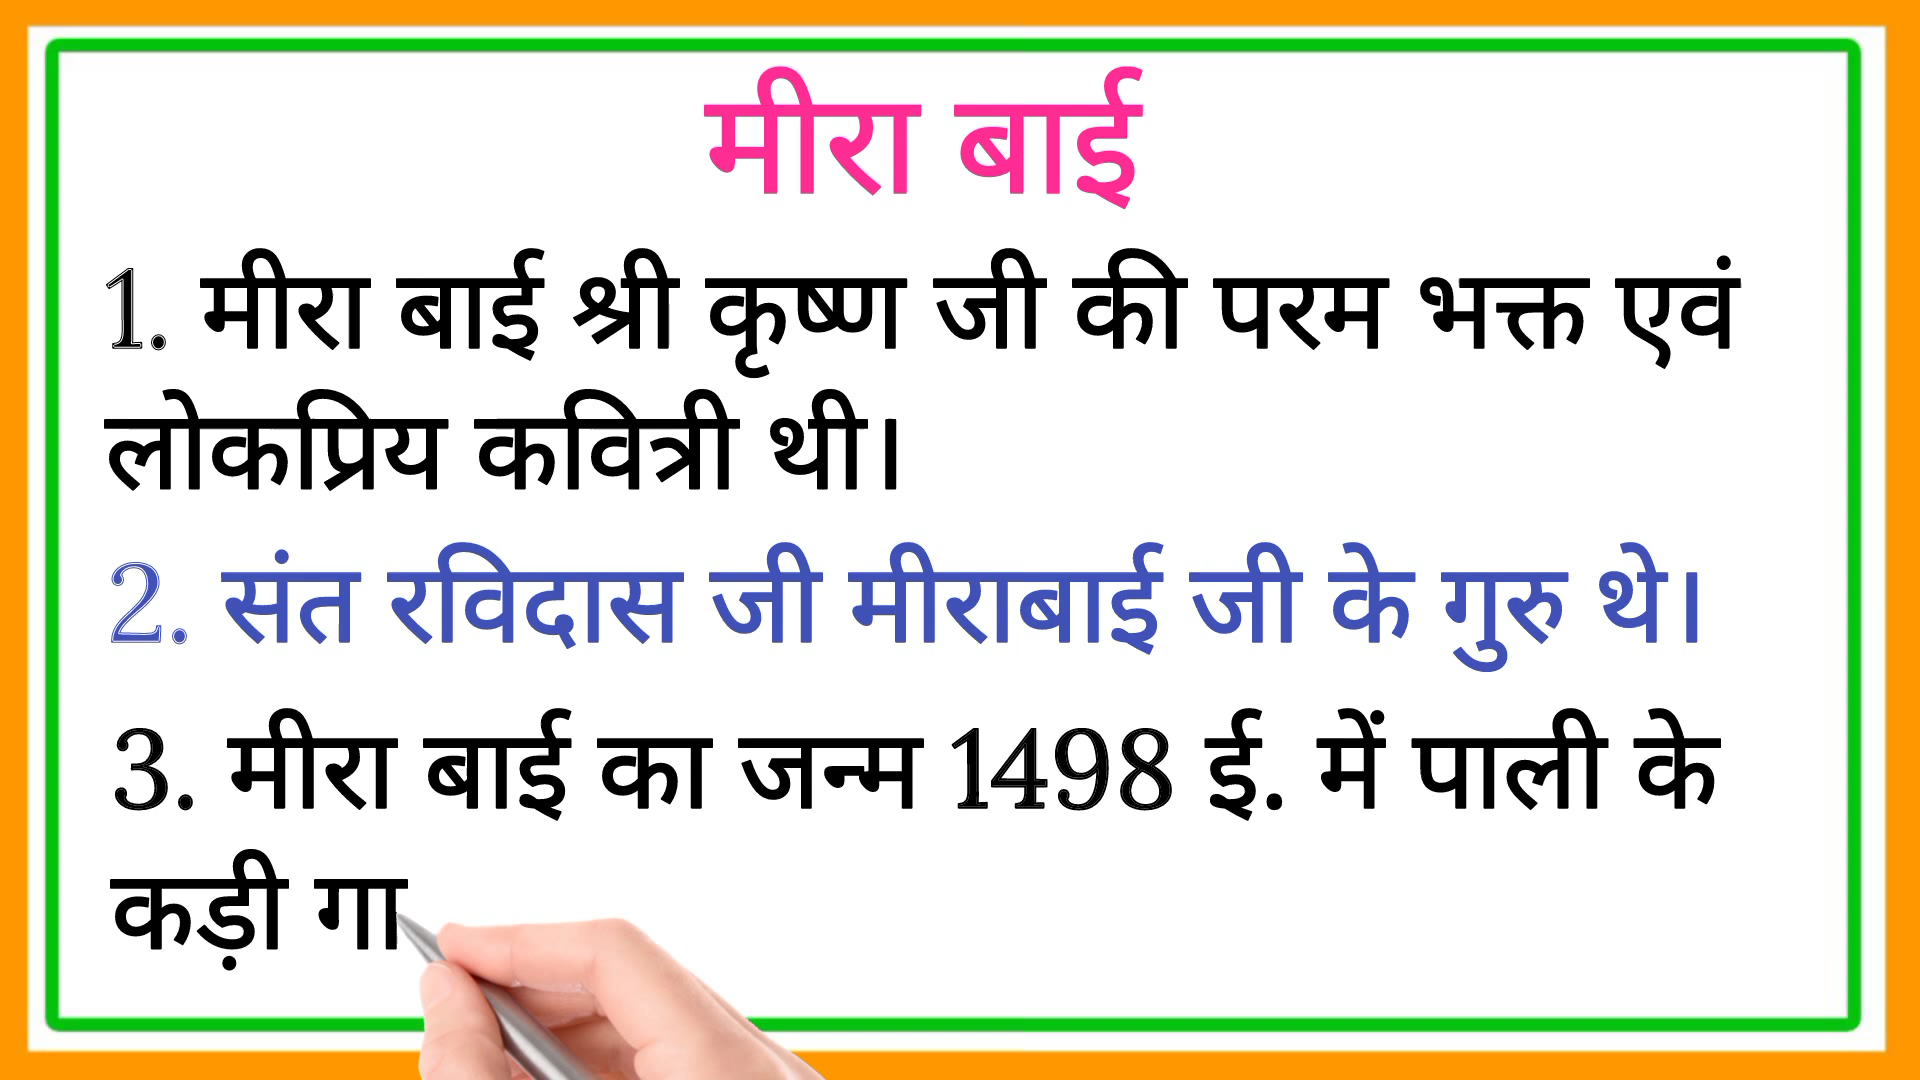 मीरा बाई
1. मीरा बाई श्री कृष्ण जी की परम भक्त एवं
लोकप्रिय कवित्री थी।
2. संत रविदास जी मीराबाई जी के गुरु थे।
3. मीरा बाई का जन्म 1498 ई. में पाली के
कड़ी गा